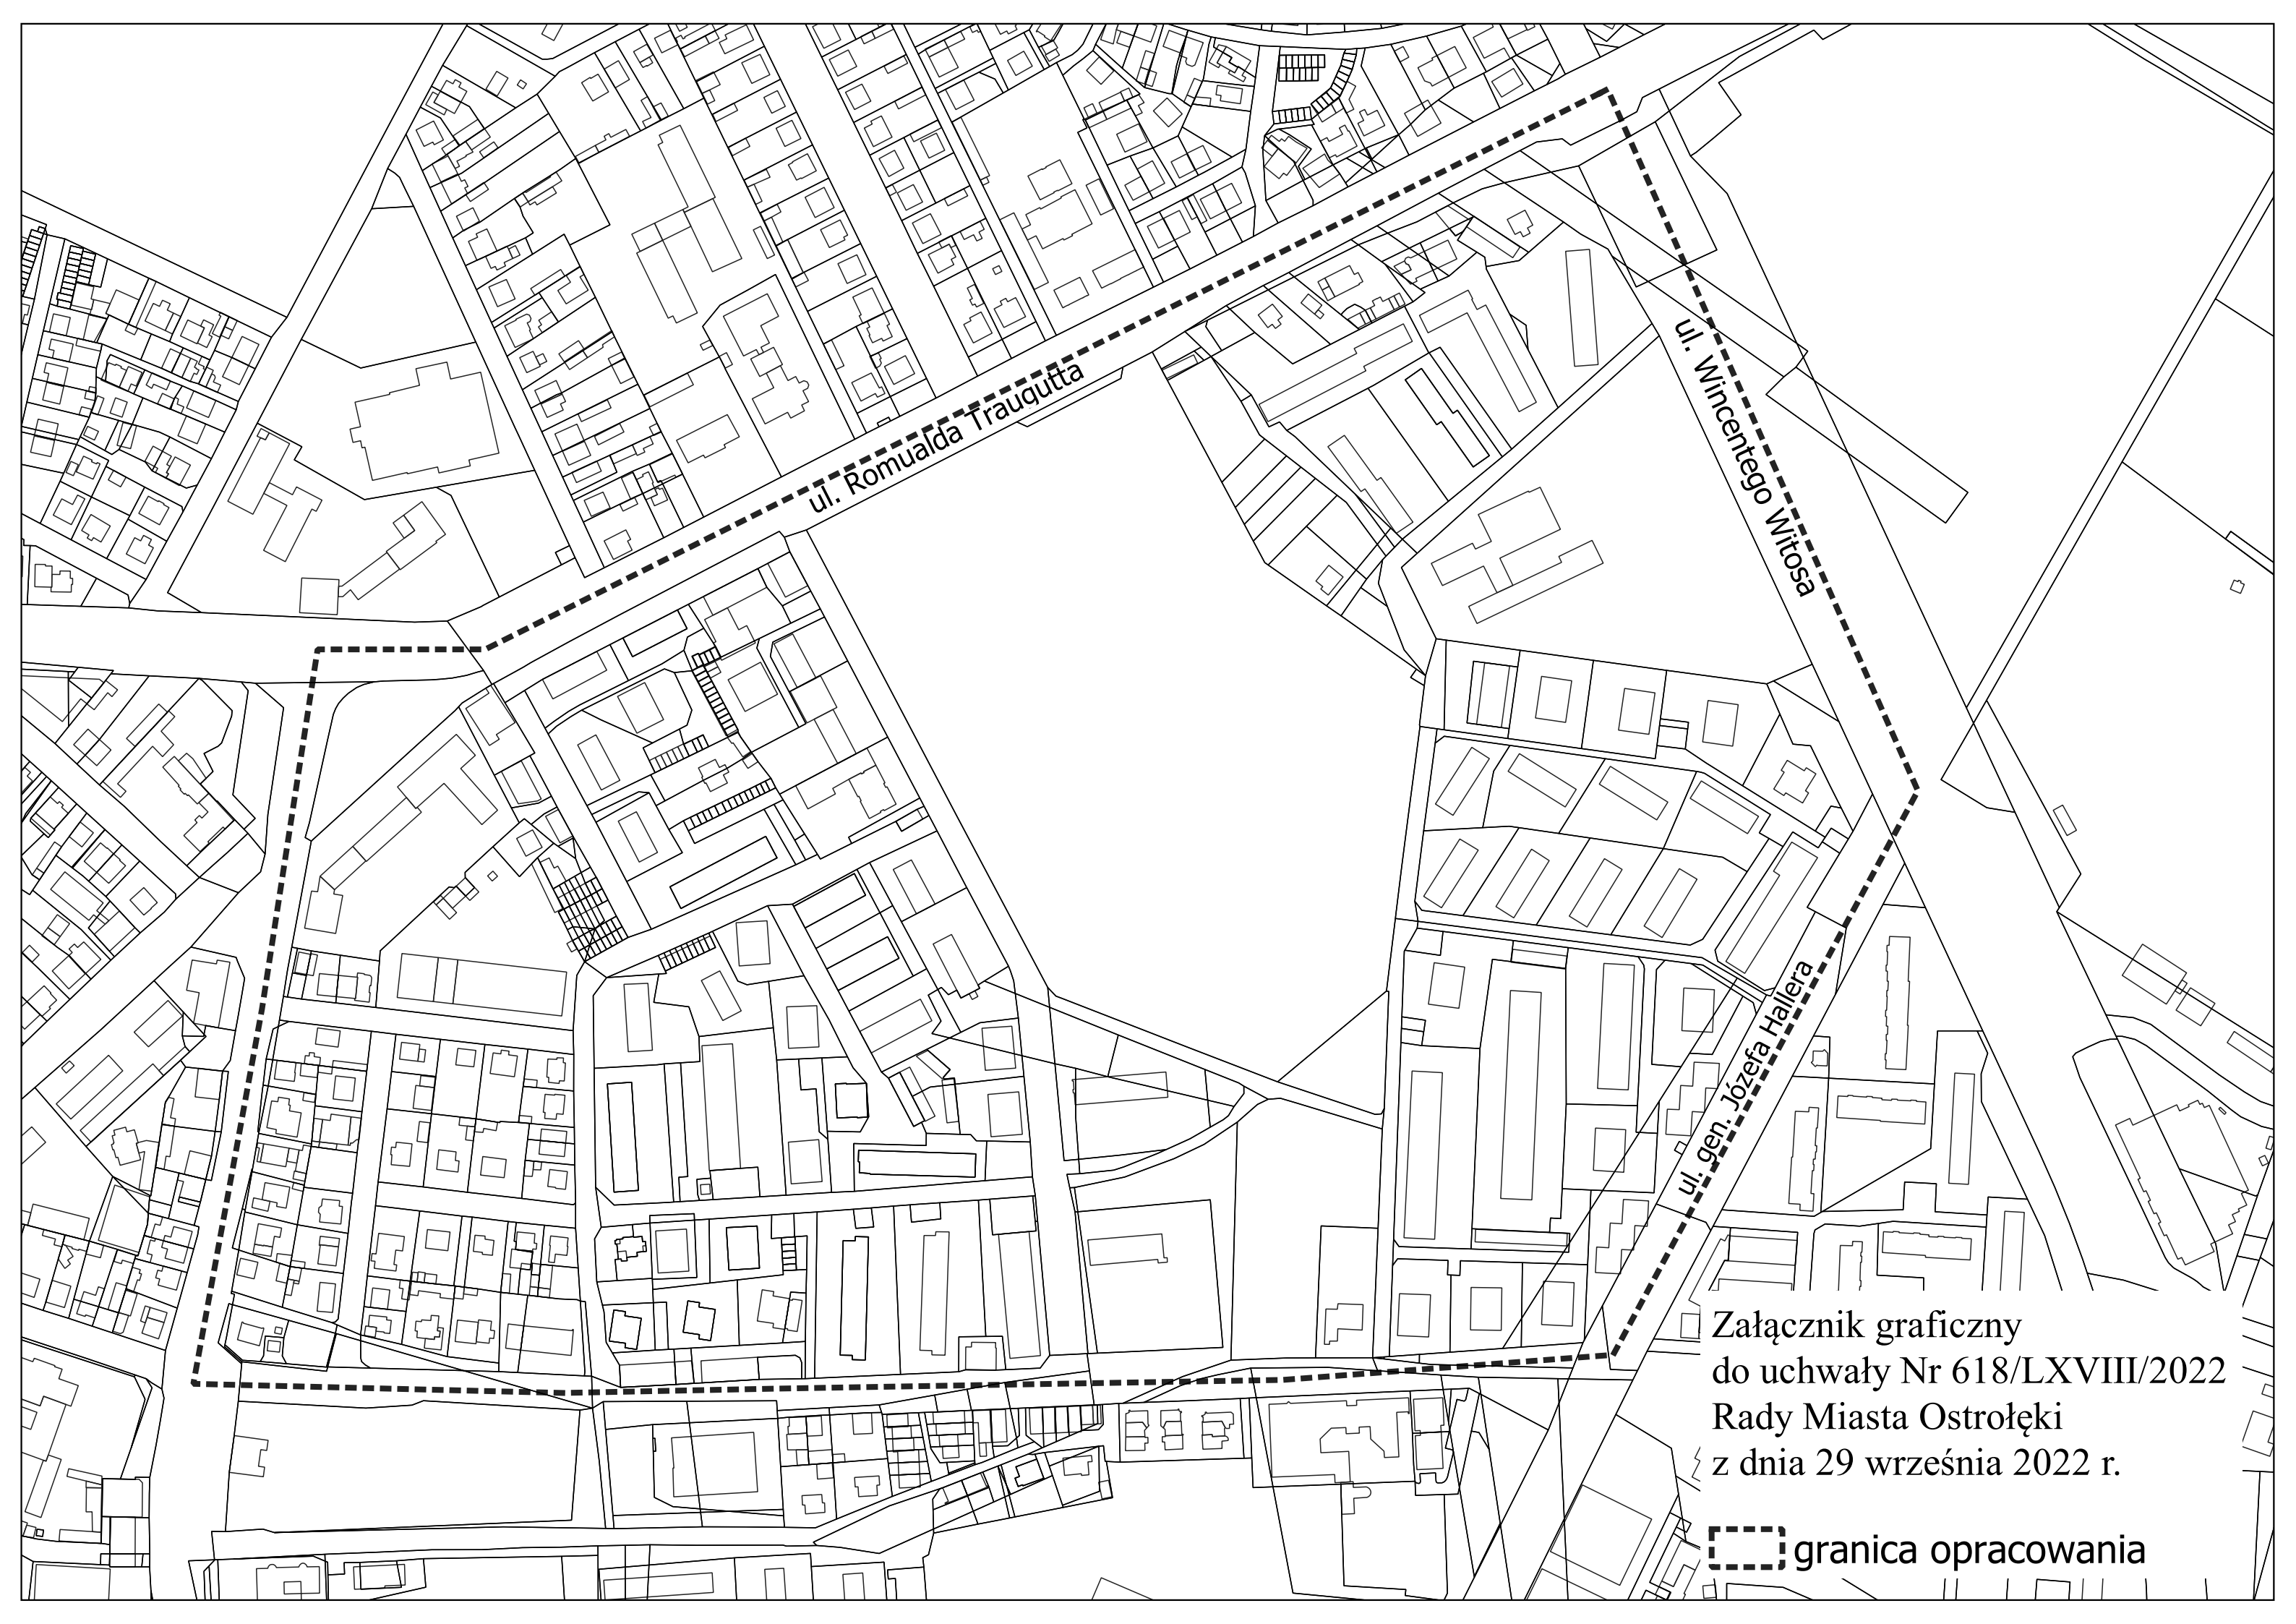 ul. Romualda Traugutta
ul. Wincentego Witosa
ul. gen. Józefa Hallera
Załącznik graficzny
do uchwały Nr 618/LXVIII/2022
Rady Miasta Ostrołęki
z dnia 29 września 2022 r.
granica opracowania